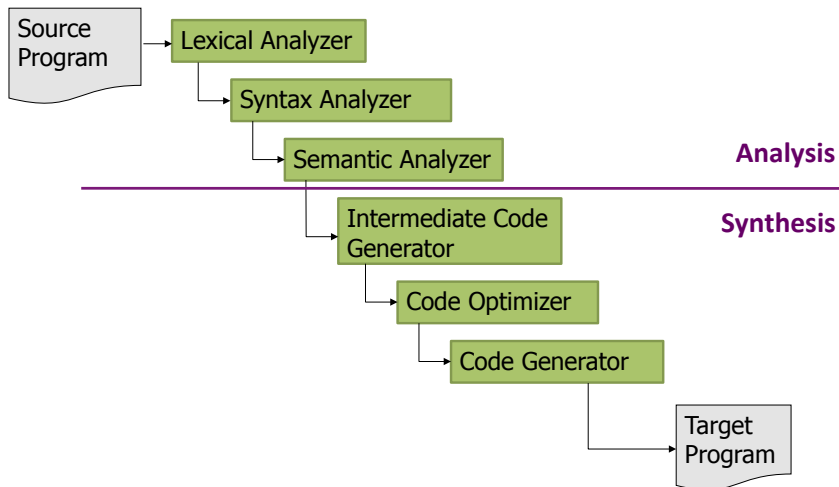 Source
Program
Lexical Analyzer
Syntax Analyzer
Semantic Analyzer
Analysis
Intermediate Code
Generator
Synthesis
Code Optimizer
Code Generator
Target
Program